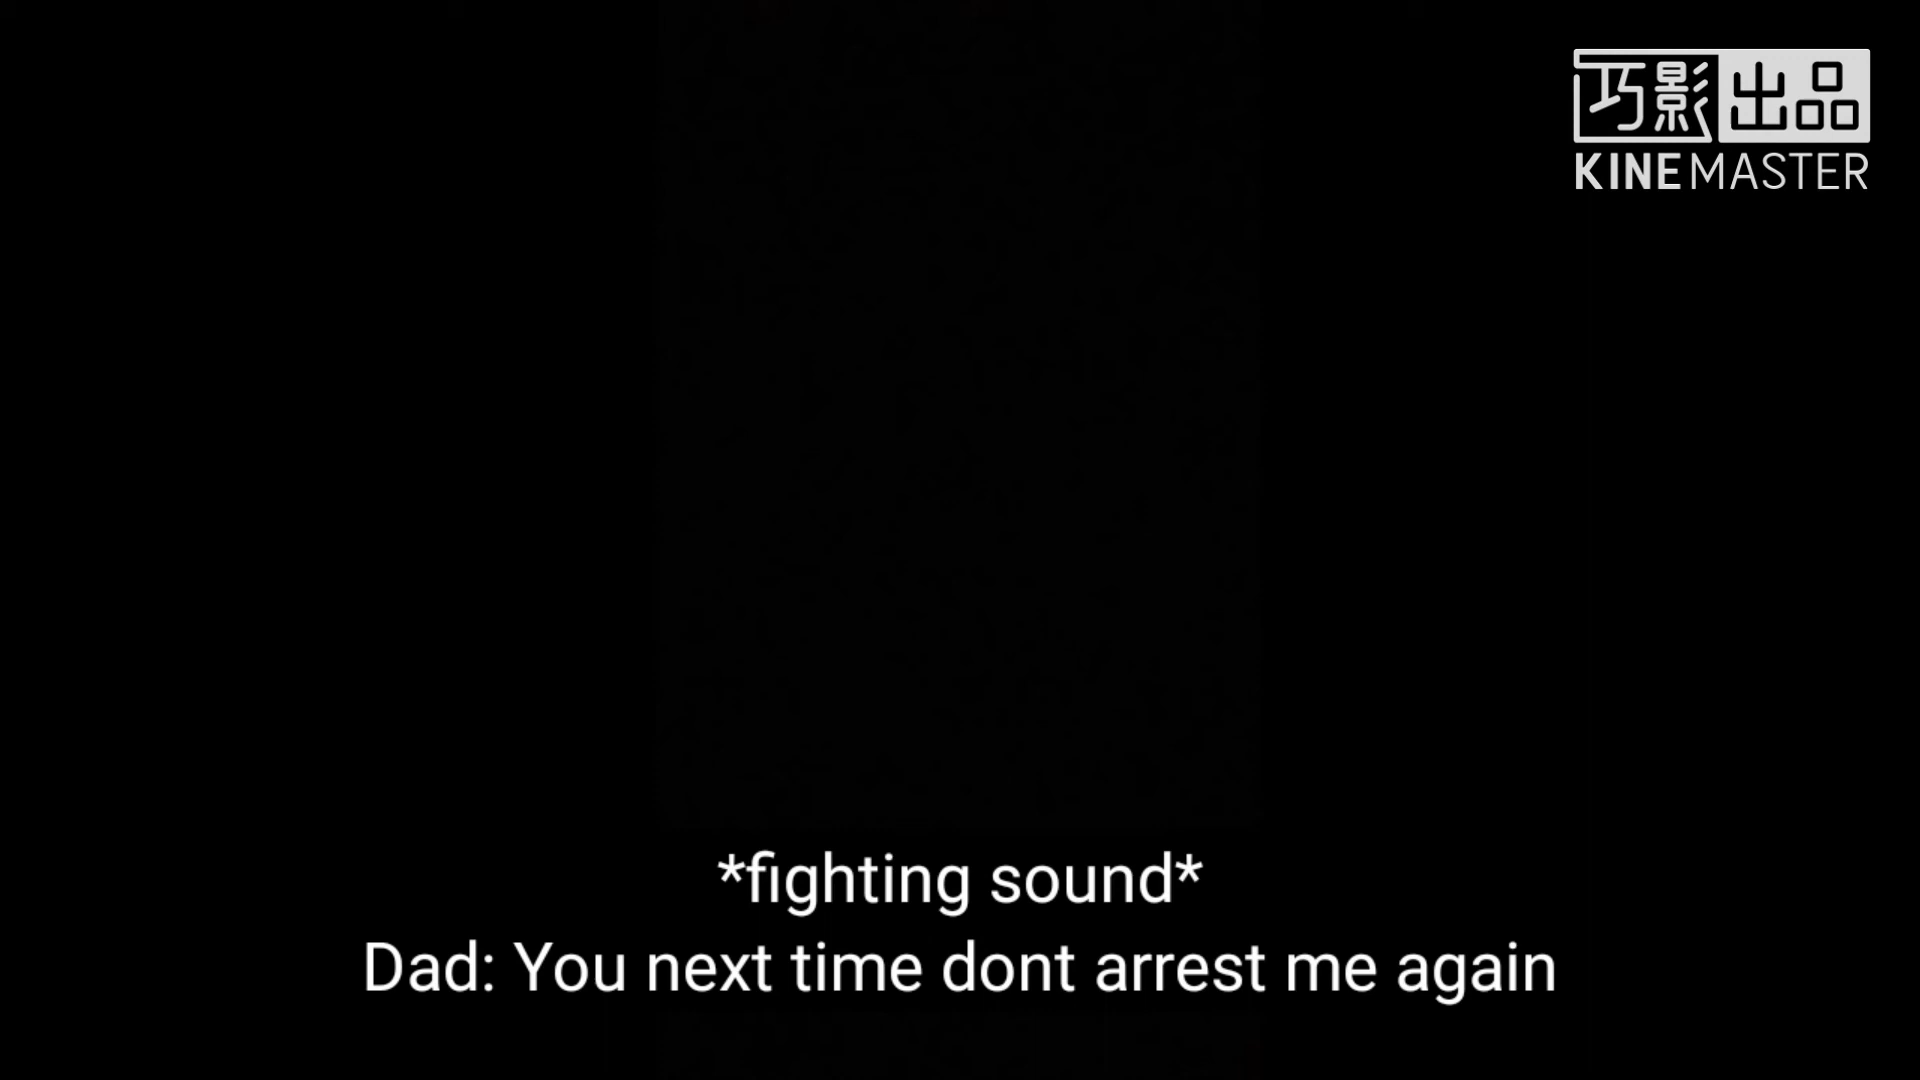 巧影出品
KINEMASTER
*fighting sound*
Dad: You next time dont arrest me again